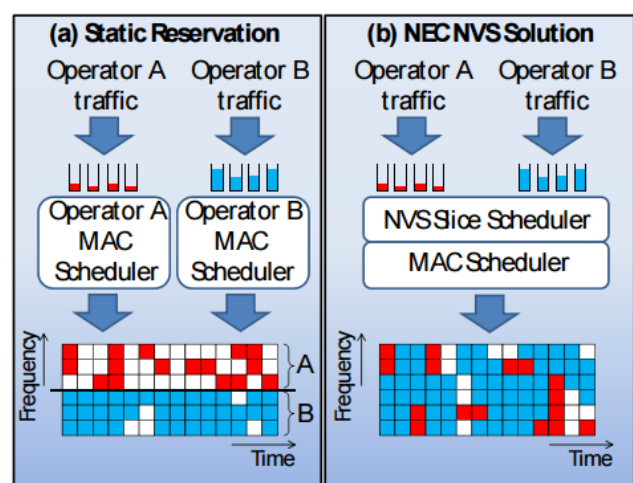 (a) Static Reservation
Operator A
traffic
Operator B
traffic
Operator A
MAC
Scheduler
Operator B
MAC
Scheduler
Frequency
A
B
Time
(b) NEC NVS Solution
Operator A
traffic
Operator B
traffic
NVS Slice Scheduler
MAC Scheduler
Frequency
Time